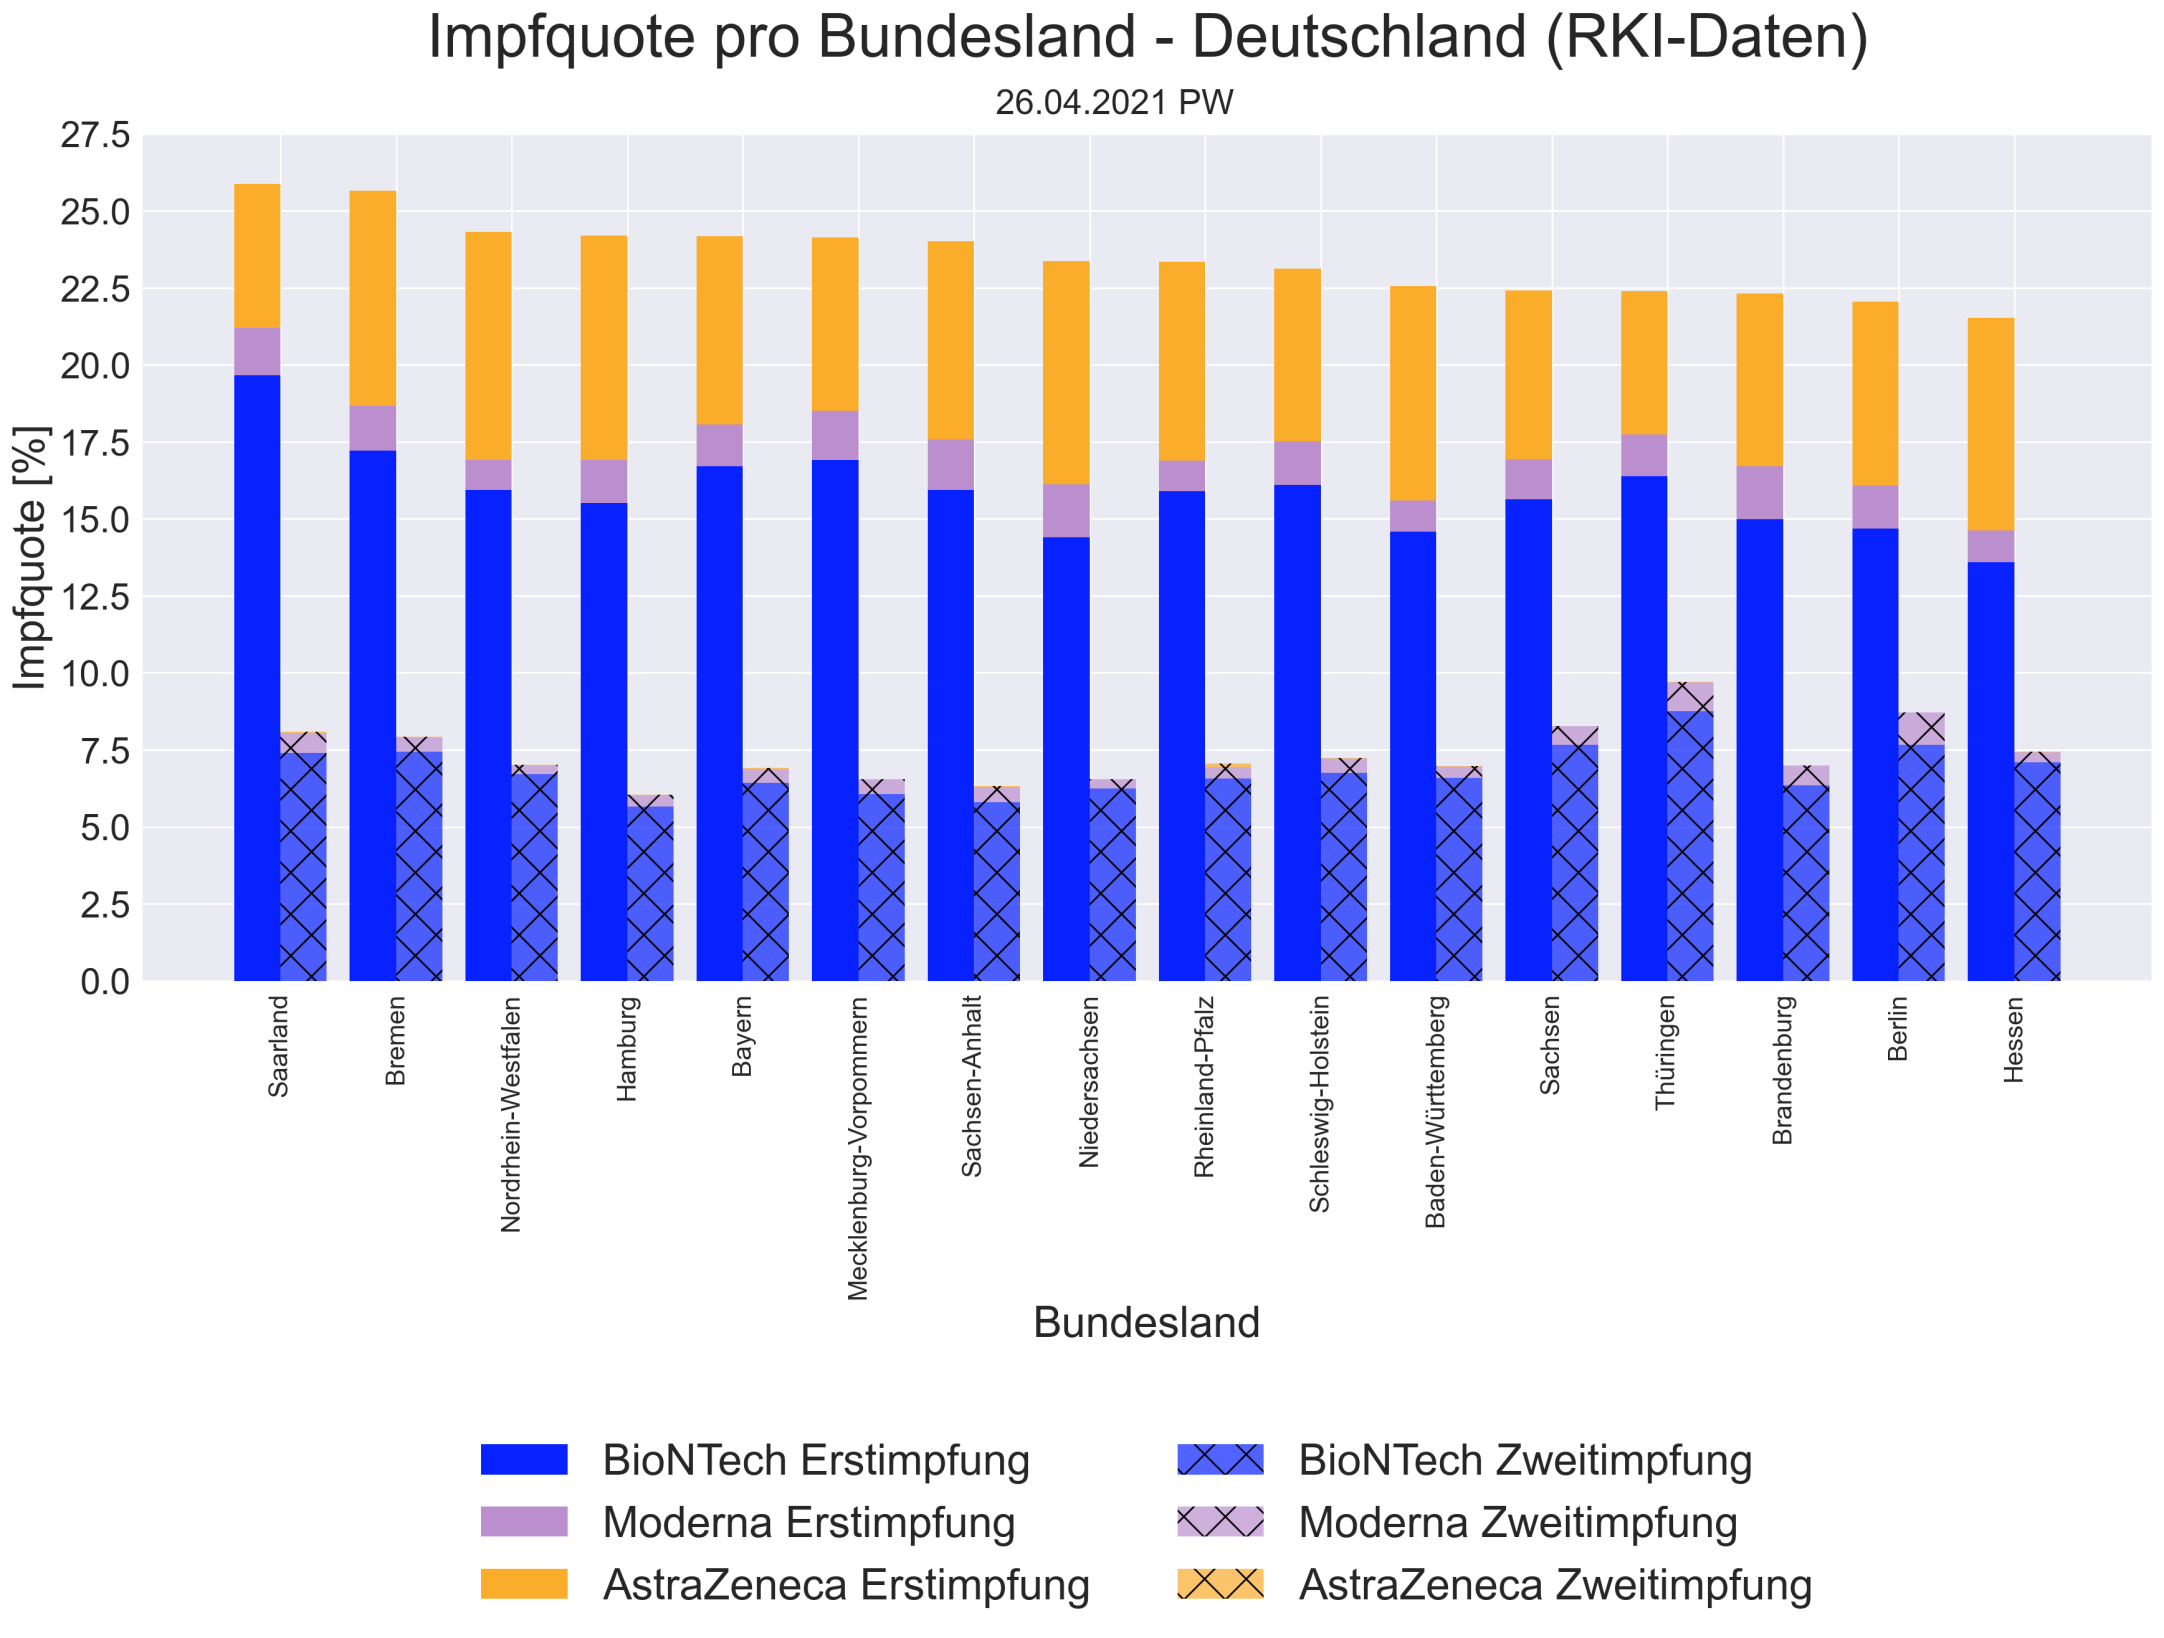 Impfquote pro Bundesland - Deutschland (RKI-Daten)
26.04.2021 PW
Impfquote [%]
27.5
25.0
22.5
20.0
17.5
15.0
12.5
10.0
7.5
5.0
2.5
0.0
Saarland
Bremen
Nordrhein-Westfalen
Hamburg
Bayern
Mecklenburg-Vorpommern
Sachsen-Anhalt
Niedersachsen
Rheinland-Pfalz
Schleswig-Holstein
Baden-Württemberg
Sachsen
Thüringen
Brandenburg
Berlin
Hessen
Bundesland
BioNTech Erstimpfung
Moderna Erstimpfung
AstraZeneca Erstimpfung
BioNTech Zweitimpfung
Moderna Zweitimpfung
AstraZeneca Zweitimpfung